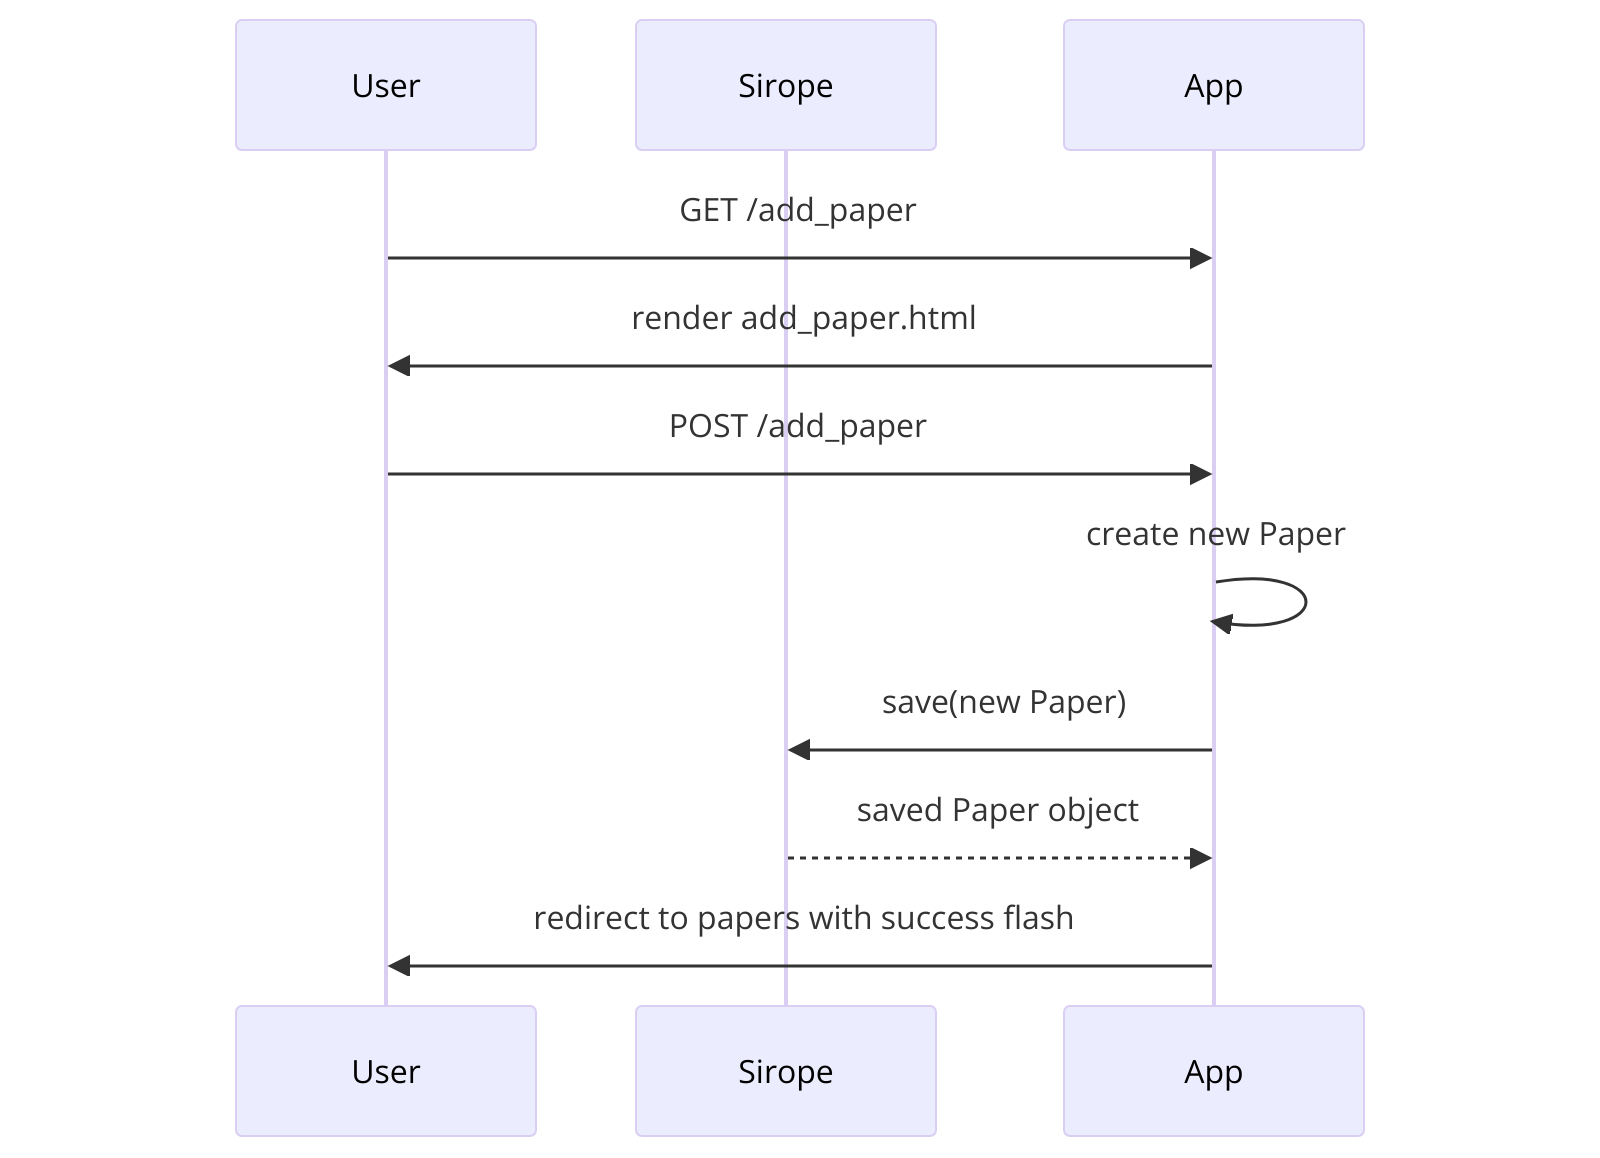 User
Sirope
App
GET /add_paper
render add_paper.html
POST /add_paper
create new Paper
save(new Paper)
saved Paper object
redirect to papers with success flash
User
Sirope
App